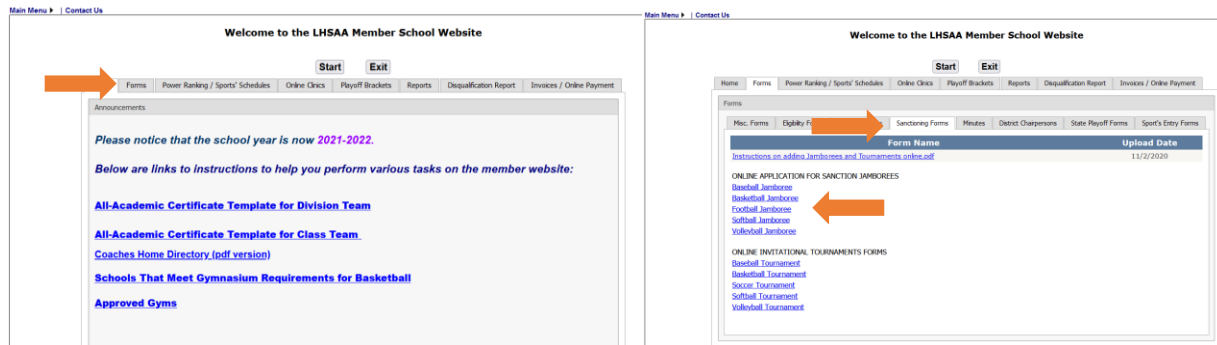 Main Menu | Contact Us
Welcome to the LHSAA Member School Website
Start Exit
Forms Power Ranking / Sports' Schedules Online Clinics Playoff Brackets Reports Disqualification Report Invoices / Online Payment
Announcements
Please notice that the school year is now 2021-2022.
Below are links to instructions to help you perform various tasks on the member website:
All-Academic Certificate Template for Division Team
All-Academic Certificate Template for Class Team
Coaches Home Directory (pdf version)
Schools That Meet Gymnasium Requirements for Basketball
Approved Gyms
Main Menu | Contact Us
Welcome to the LHSAA Member School Website
Start Exit
Home Forms Power Ranking / Sports' Schedules Online Clinics Playoff Brackets Reports Disqualification Report Invoices / Online Payment
Forms
Misc. Forms Eligibility Sanctioning Forms Minutes District Chairpersons State Playoff Forms Sport's Entry Forms
Form Name Upload Date
Instructions on adding Jamborees and Tournaments online.pdf 11/2/2020
ONLINE APPLICATION FOR SANCTION JAMBOREES
Baseball Jamboree
Basketball Jamboree
Football Jamboree
Softball Jamboree
Volleyball Jamboree
ONLINE INVITATIONAL TOURNAMENTS FORMS
Baseball Tournament
Basketball Tournament
Soccer Tournament
Softball Tournament
Volleyball Tournament